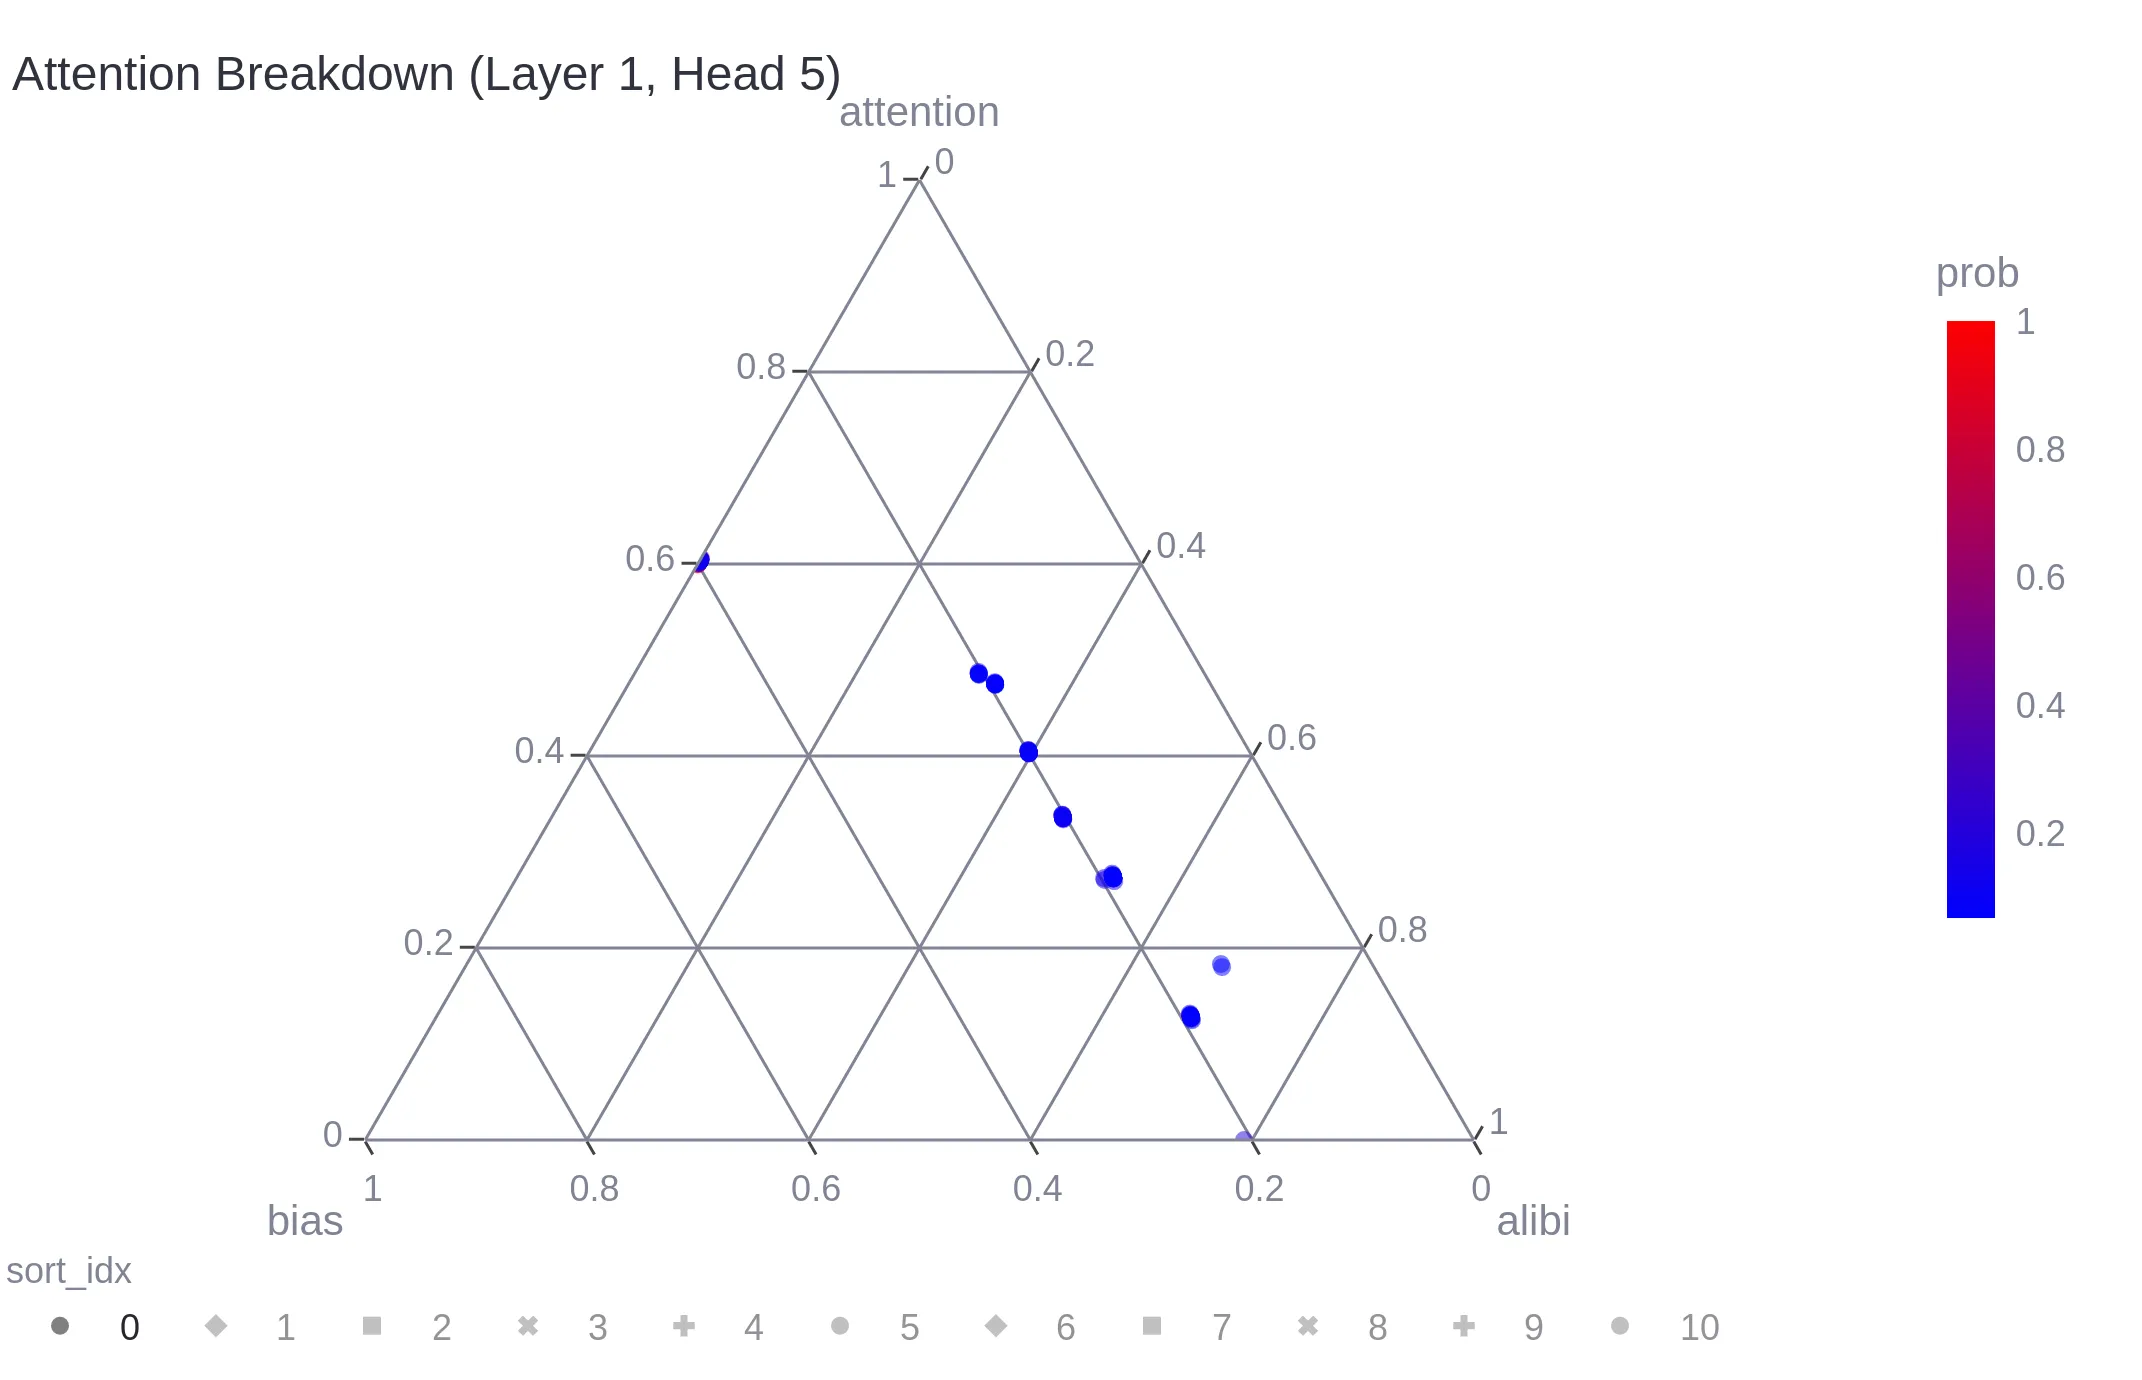 Attention Breakdown (Layer 1, Head 5)
attention
1 0
prob
1
0.8 0.2
0.8
0.6 0.4
0.6
0.4 0.6
0.4
0.2 0.8
0.2
0 1
1 0.8 0.6 0.4 0.2 0
bias alibi
sort_idx
0 1 2 3 4 5 6 7 8 9 10